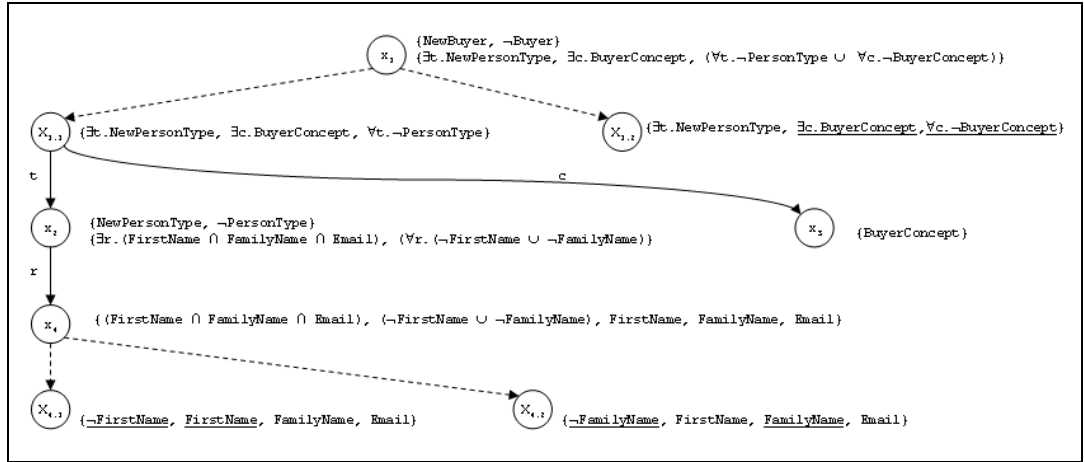 x₁
{NewBuyer, ¬Buyer}
{∃t.NewPersonType, ∃c.BuyerConcept, (∀t.¬PersonType ∪ ∀c.¬BuyerConcept)}
X₁.₁
{∃t.NewPersonType, ∃c.BuyerConcept, ∀t.¬PersonType}
X₁.₂
{∃t.NewPersonType, ∃c.BuyerConcept,∀c.¬BuyerConcept}
t
c
x₂
{NewPersonType, ¬PersonType}
{∃r.(FirstName ∩ FamilyName ∩ Email), (∀r.(¬FirstName ∪ ¬FamilyName)}
x₃
{BuyerConcept}
r
x₄
{(FirstName ∩ FamilyName ∩ Email), (¬FirstName ∪ ¬FamilyName), FirstName, FamilyName, Email}
X₄.₁
{¬FirstName, FirstName, FamilyName, Email}
X₄.₂
{¬FamilyName, FirstName, FamilyName, Email}